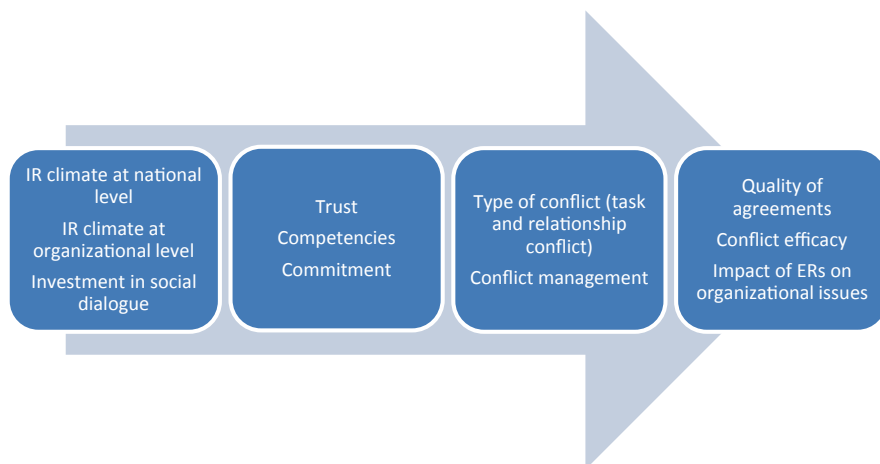 IR climate at national
level
IR climate at
organizational level
Investment in social
dialogue
Trust
Competencies
Commitment
Type of conflict (task
and relationship
conflict)
Conflict management
Quality of
agreements
Conflict efficacy
Impact of ERs on
organizational issues